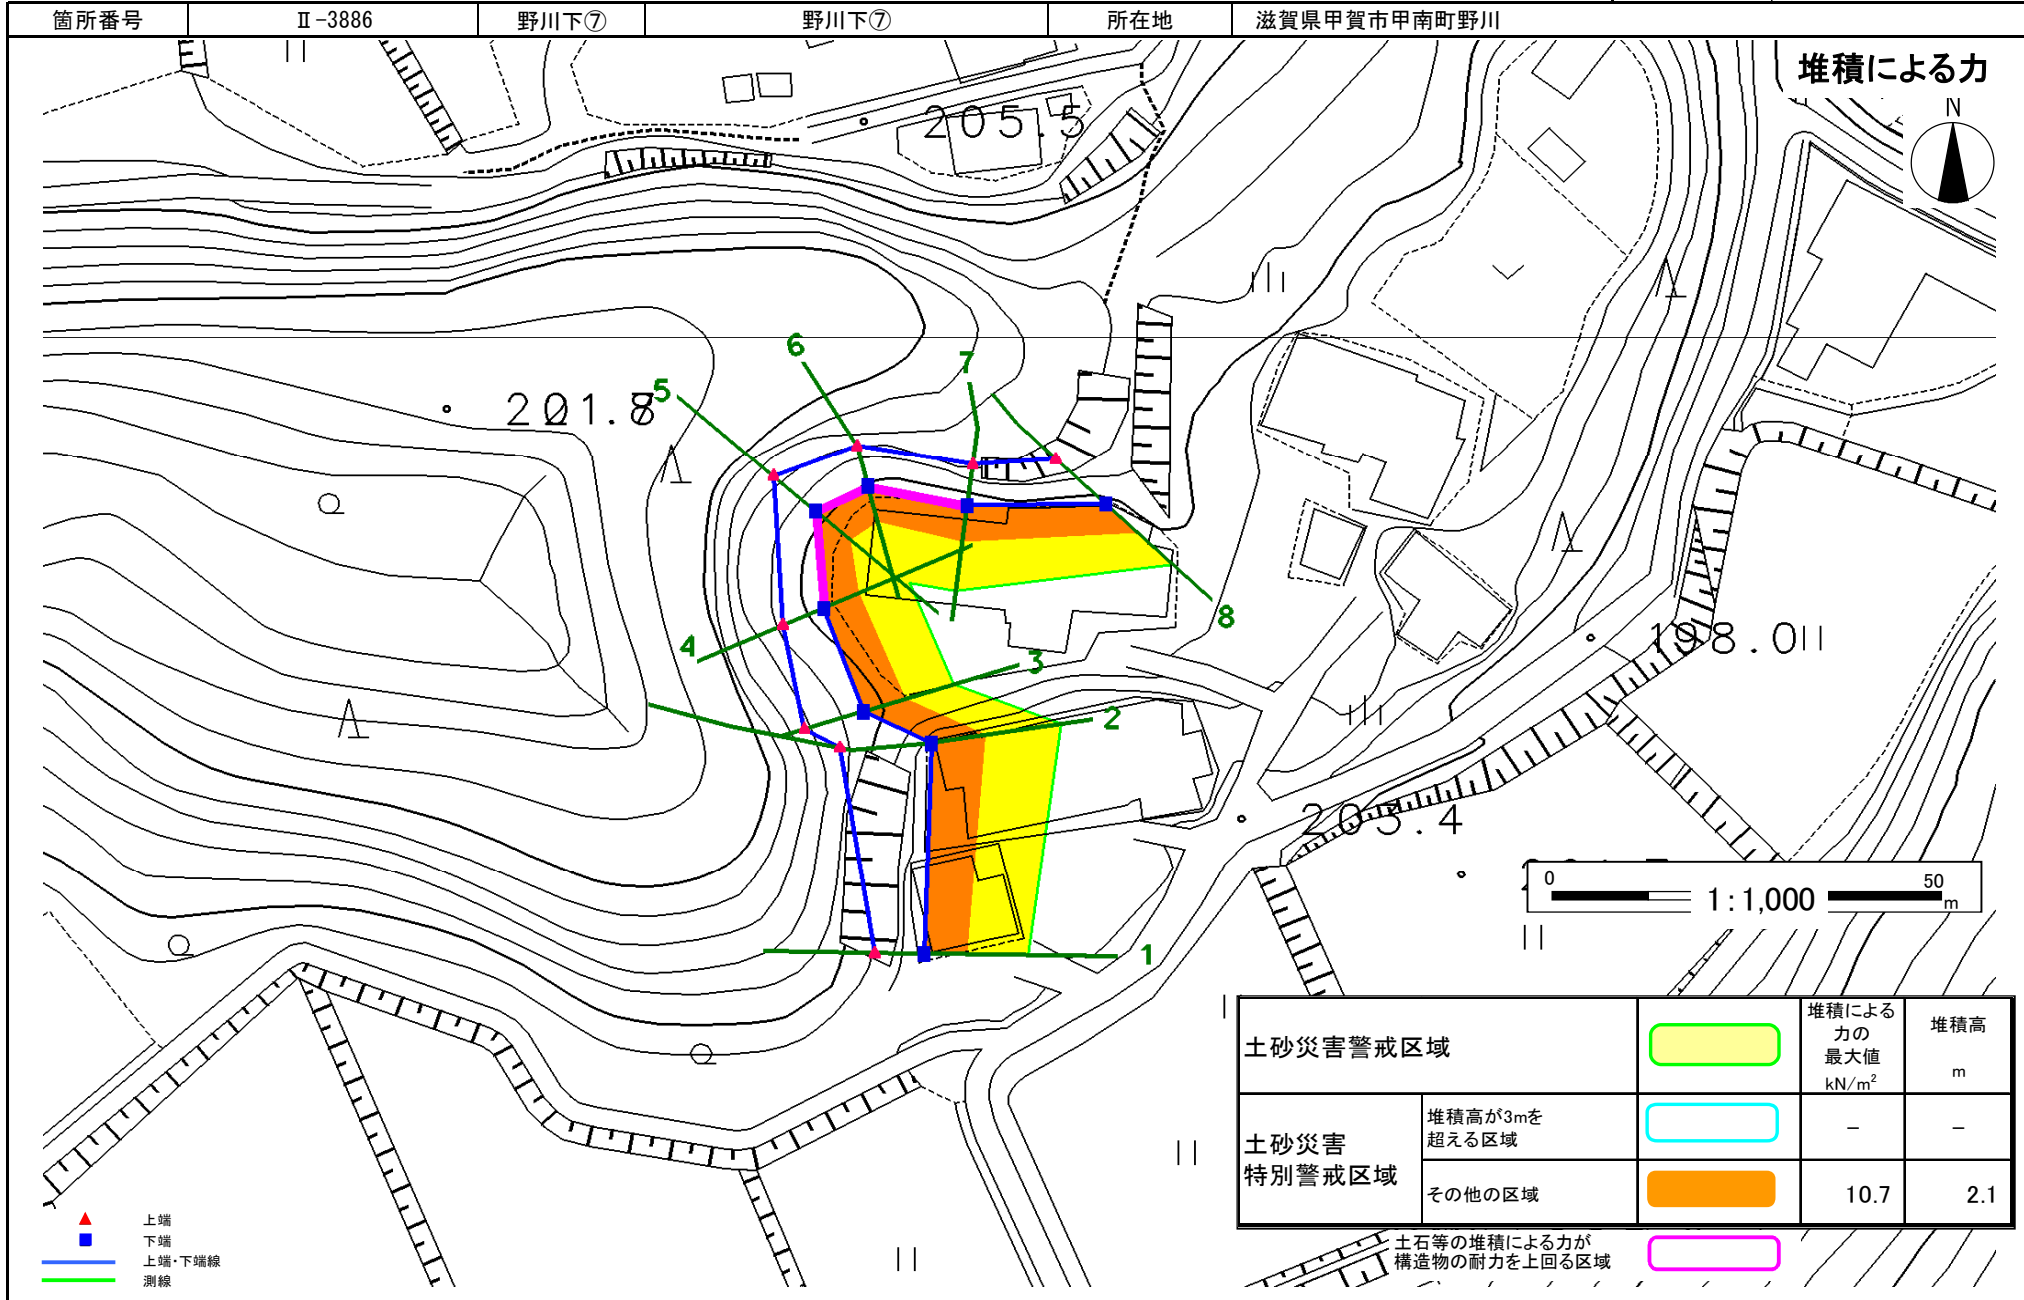 箇所番号 Ⅱ-3886 野川下⑦ 野川下⑦ 所在地 滋賀県甲賀市甲南町野川
堆積による力
N
205.5
6
7
5
201.8
8
4
198.0
3
2
203.4
0 50
1:1,000 m
1
土砂災害警戒区域
堆積による
力の
最大値
kN/m²
堆積高
m
土砂災害
特別警戒区域
堆積高が3mを
超える区域
－ －
その他の区域
10.7 2.1
土石等の堆積による力が
構造物の耐力を上回る区域
上端
下端
上端・下端線
測線